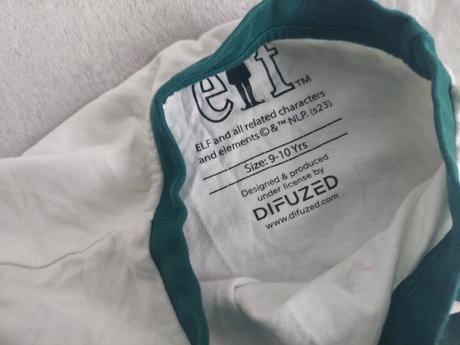 elf™
ELF and all related characters
and elements©&™ NLP. (s23)
Size: 9-10 Yrs
Designed & produced
under license by
DIFUZED
www.difuzed.com